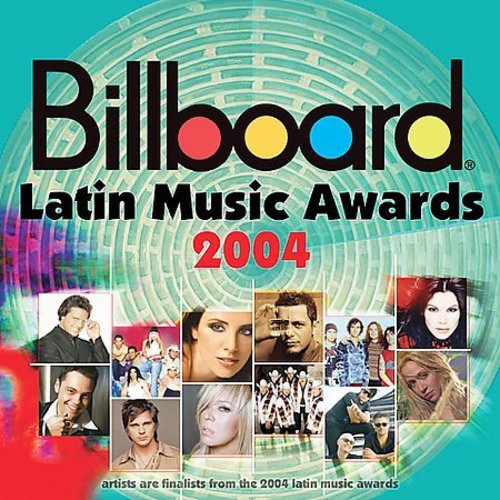 Billboard®
Latin Music Awards
2004
artists are finalists from the 2004 latin music awards